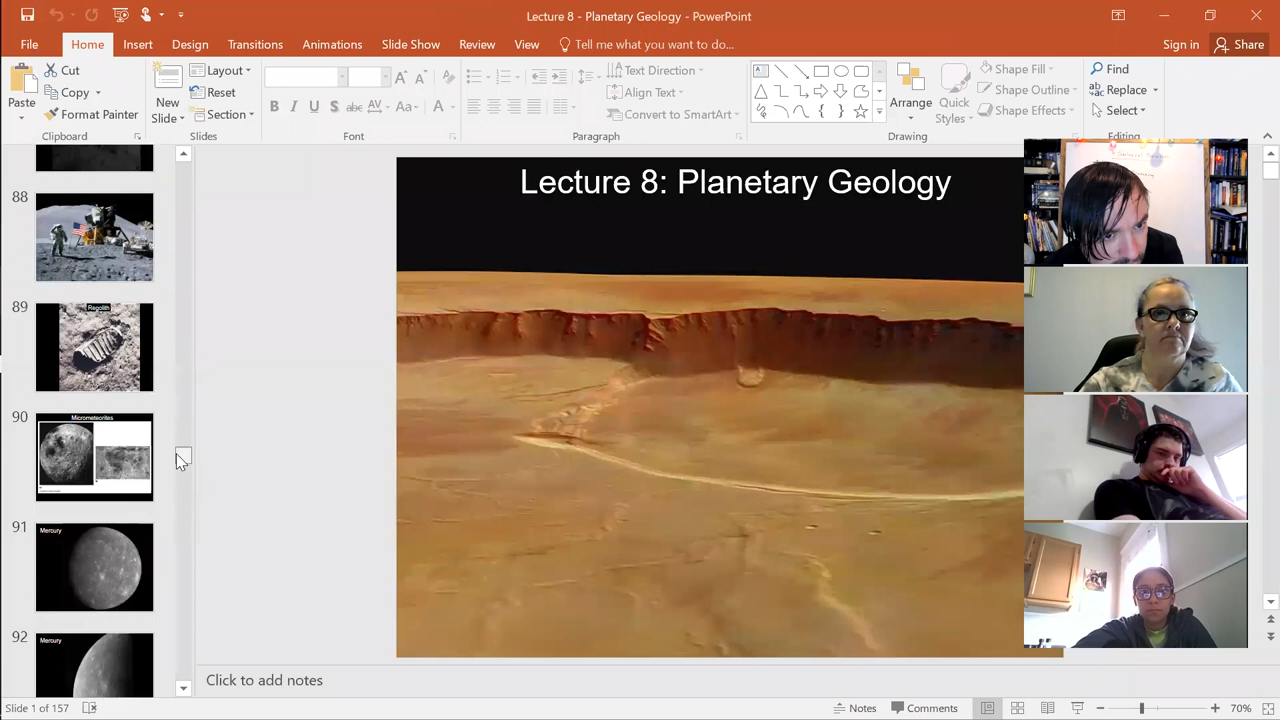 Lecture 8 - Planetary Geology - PowerPoint
File Home Insert Design Transitions Animations Slide Show Review View Tell me what you want to do... Sign in Share
Paste
Cut
Copy
Format Painter
Clipboard
New Slide
Layout
Reset
Section
Slides
B I U S abc AV Aa A
Font
Text Direction
Align Text
Convert to SmartArt
Paragraph
Arrange
Quick Styles
Shape Fill
Shape Outline
Shape Effects
Drawing
Find
Replace
Select
Editing
88
89
Regolith
90
Micrometeorites
91
Mercury
92
Mercury
Lecture 8: Planetary Geology
Click to add notes
Slide 1 of 157 Notes Comments 70%